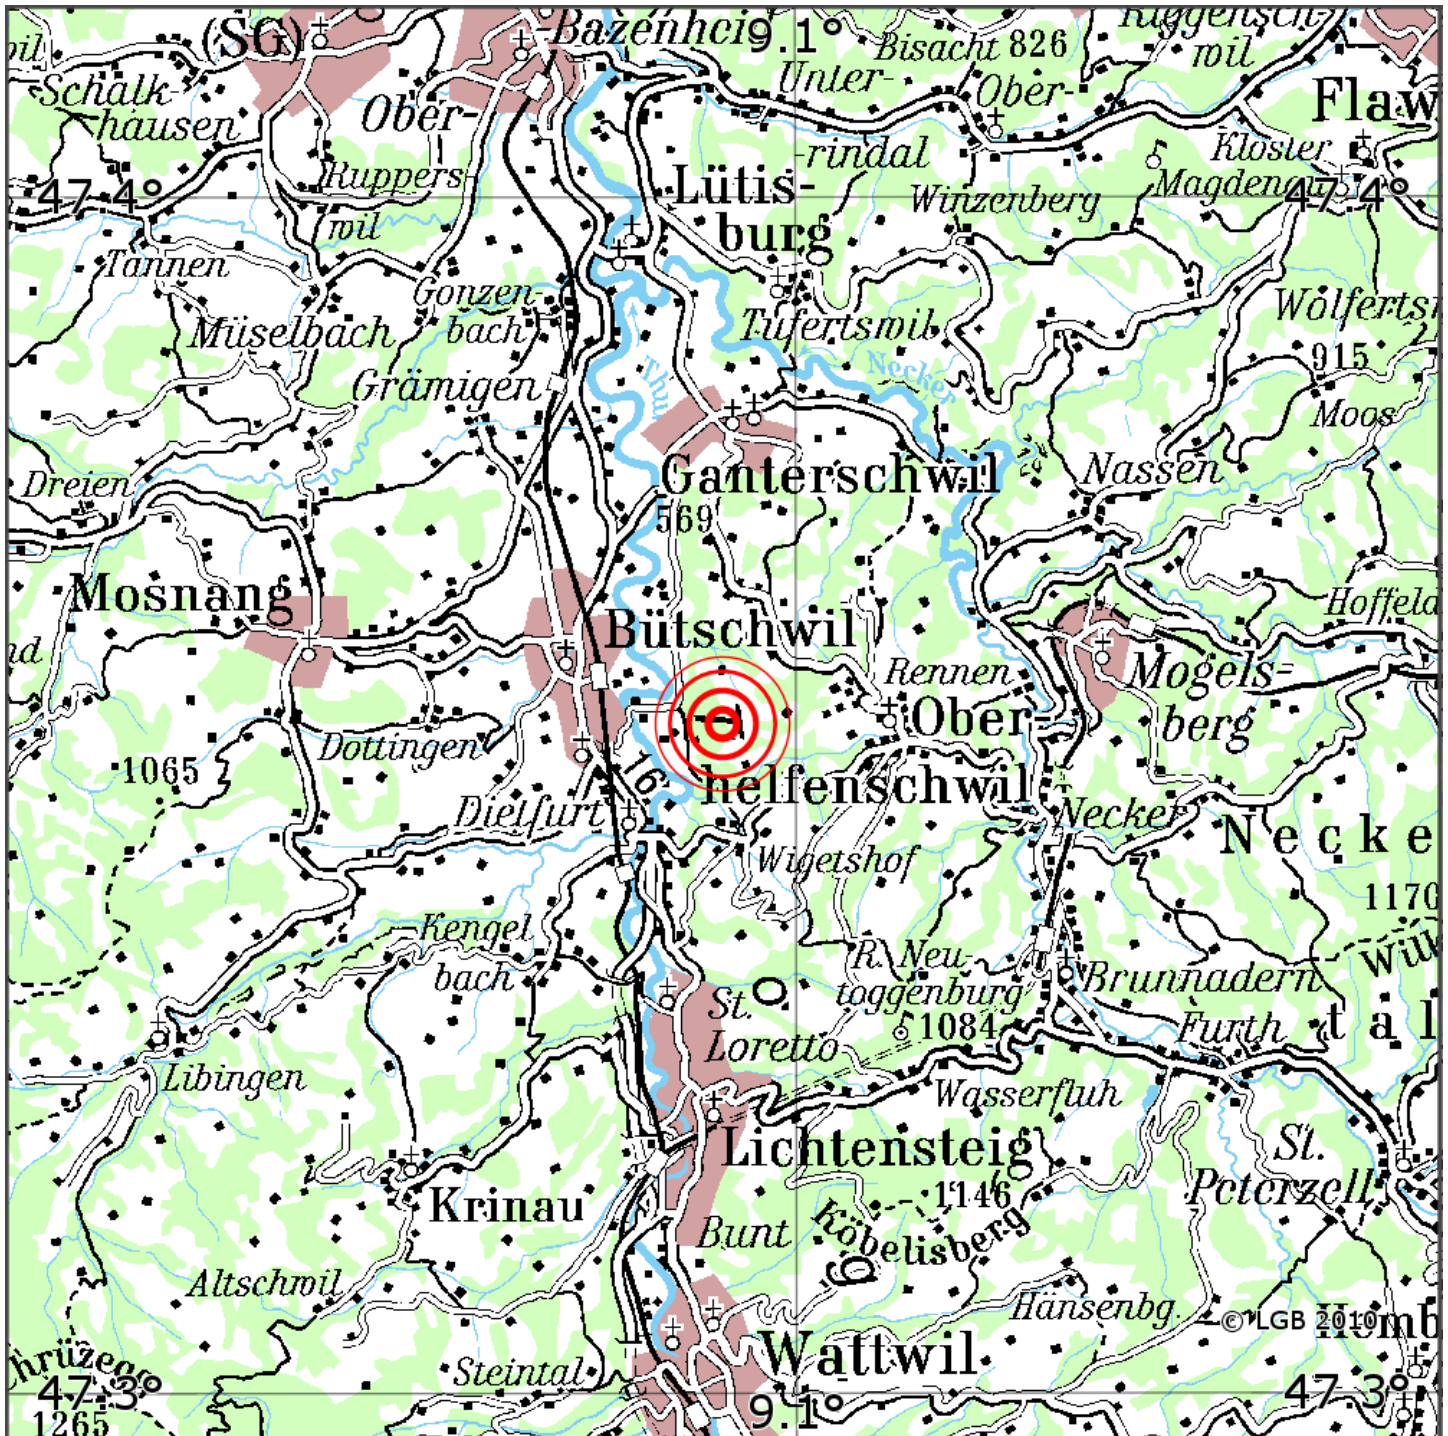 (SG)
Bazenhei
9.1°
Bisacht 826
Riggensch-
wil
Schalk-
hausen
Ober-
Unter-
Ober-
-rindal
Flaw
Kloster
Magdenau
47.4°
47.4°
Ruppers-
wil
Lütis-
burg
Winzenberg
Tannen
Gonzen-
bach
Müselbach
Tufertswil
Wolferts
915
Grämigen
Thur
Necker
Moos
Dreien
Ganterschwil
569
Nassen
Mosnang
Bütschwil
Hoffeld
Rennen
Mogels-
berg
Ober-
helfenschwil
Dottingen
1065
16
Dietfurt
Necker
Wigetshof
Necke
1170
Kengel
bach
R. Neu-
toggenburg
1084
Brunnadern
St.
Loretto
Furth
tal
Libingen
Wasserfluh
Lichtensteig
St.
Peterzell
1146
Krinau
Bunt
Köbelisberg
Altschwil
Hänsenbg.
© LGB 2010
Hemb
Steintal
Wattwil
47.3°
47.3°
1265
9.1°